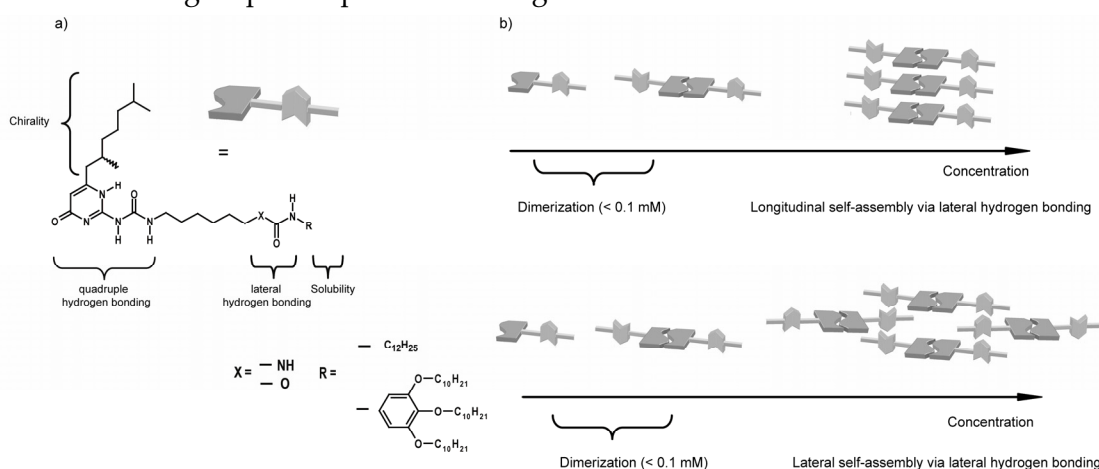 a)
Chirality
=
H
N
O
N
N
H
O
N
H
X
O
H
N
R
quadruple
hydrogen bonding
lateral
hydrogen bonding
Solubility
X = — NH
— O
R =
— C12H25
O—C10H21
O—C10H21
O—C10H21
b)
Concentration
Dimerization (< 0.1 mM)
Longitudinal self-assembly via lateral hydrogen bonding
Concentration
Dimerization (< 0.1 mM)
Lateral self-assembly via lateral hydrogen bonding